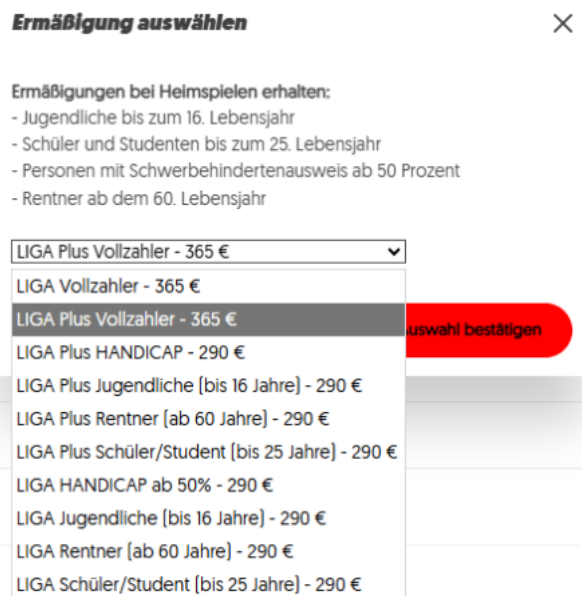 Ermäßigung auswählen
Ermäßigungen bei Heimspielen erhalten:
- Jugendliche bis zum 16. Lebensjahr
- Schüler und Studenten bis zum 25. Lebensjahr
- Personen mit Schwerbehindertenausweis ab 50 Prozent
- Rentner ab dem 60. Lebensjahr
LIGA Plus Vollzahler - 365 €
LIGA Vollzahler - 365 €
LIGA Plus Vollzahler - 365 €
Auswahl bestätigen
LIGA Plus HANDICAP - 290 €
LIGA Plus Jugendliche (bis 16 Jahre) - 290 €
LIGA Plus Rentner (ab 60 Jahre) - 290 €
LIGA Plus Schüler/Student (bis 25 Jahre) - 290 €
LIGA HANDICAP ab 50% - 290 €
LIGA Jugendliche (bis 16 Jahre) - 290 €
LIGA Rentner (ab 60 Jahre) - 290 €
LIGA Schüler/Student (bis 25 Jahre) - 290 €